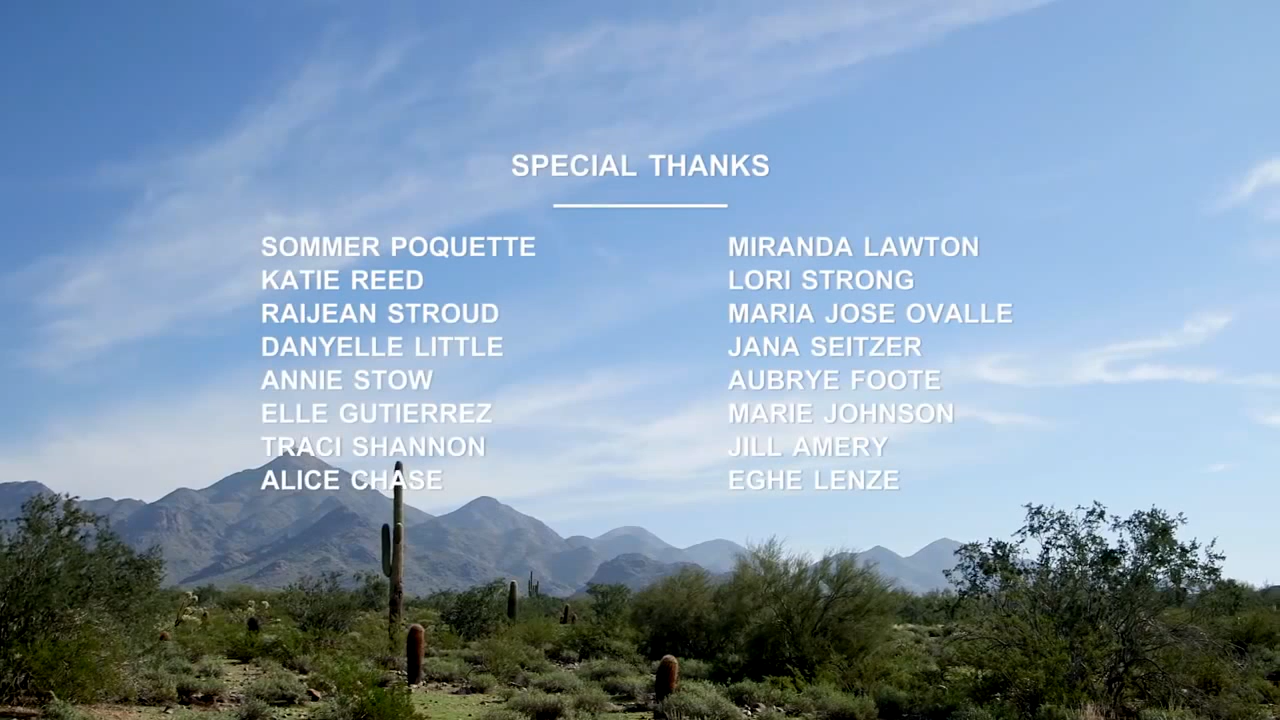 SPECIAL THANKS
SOMMER POQUETTE
KATIE REED
RAIJEAN STROUD
DANYELLE LITTLE
ANNIE STOW
ELLE GUTIERREZ
TRACI SHANNON
ALICE CHASE
MIRANDA LAWTON
LORI STRONG
MARIA JOSE OVALLE
JANA SEITZER
AUBRYE FOOTE
MARIE JOHNSON
JILL AMERY
EGHE LENZE